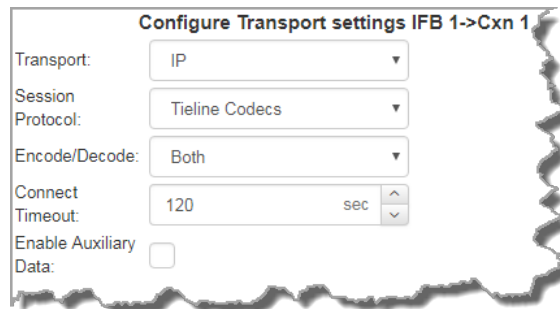 Configure Transport settings IFB 1->Cxn 1
Transport: IP
Session
Protocol: Tieline Codecs
Encode/Decode: Both
Connect
Timeout: 120 sec
Enable Auxiliary
Data: